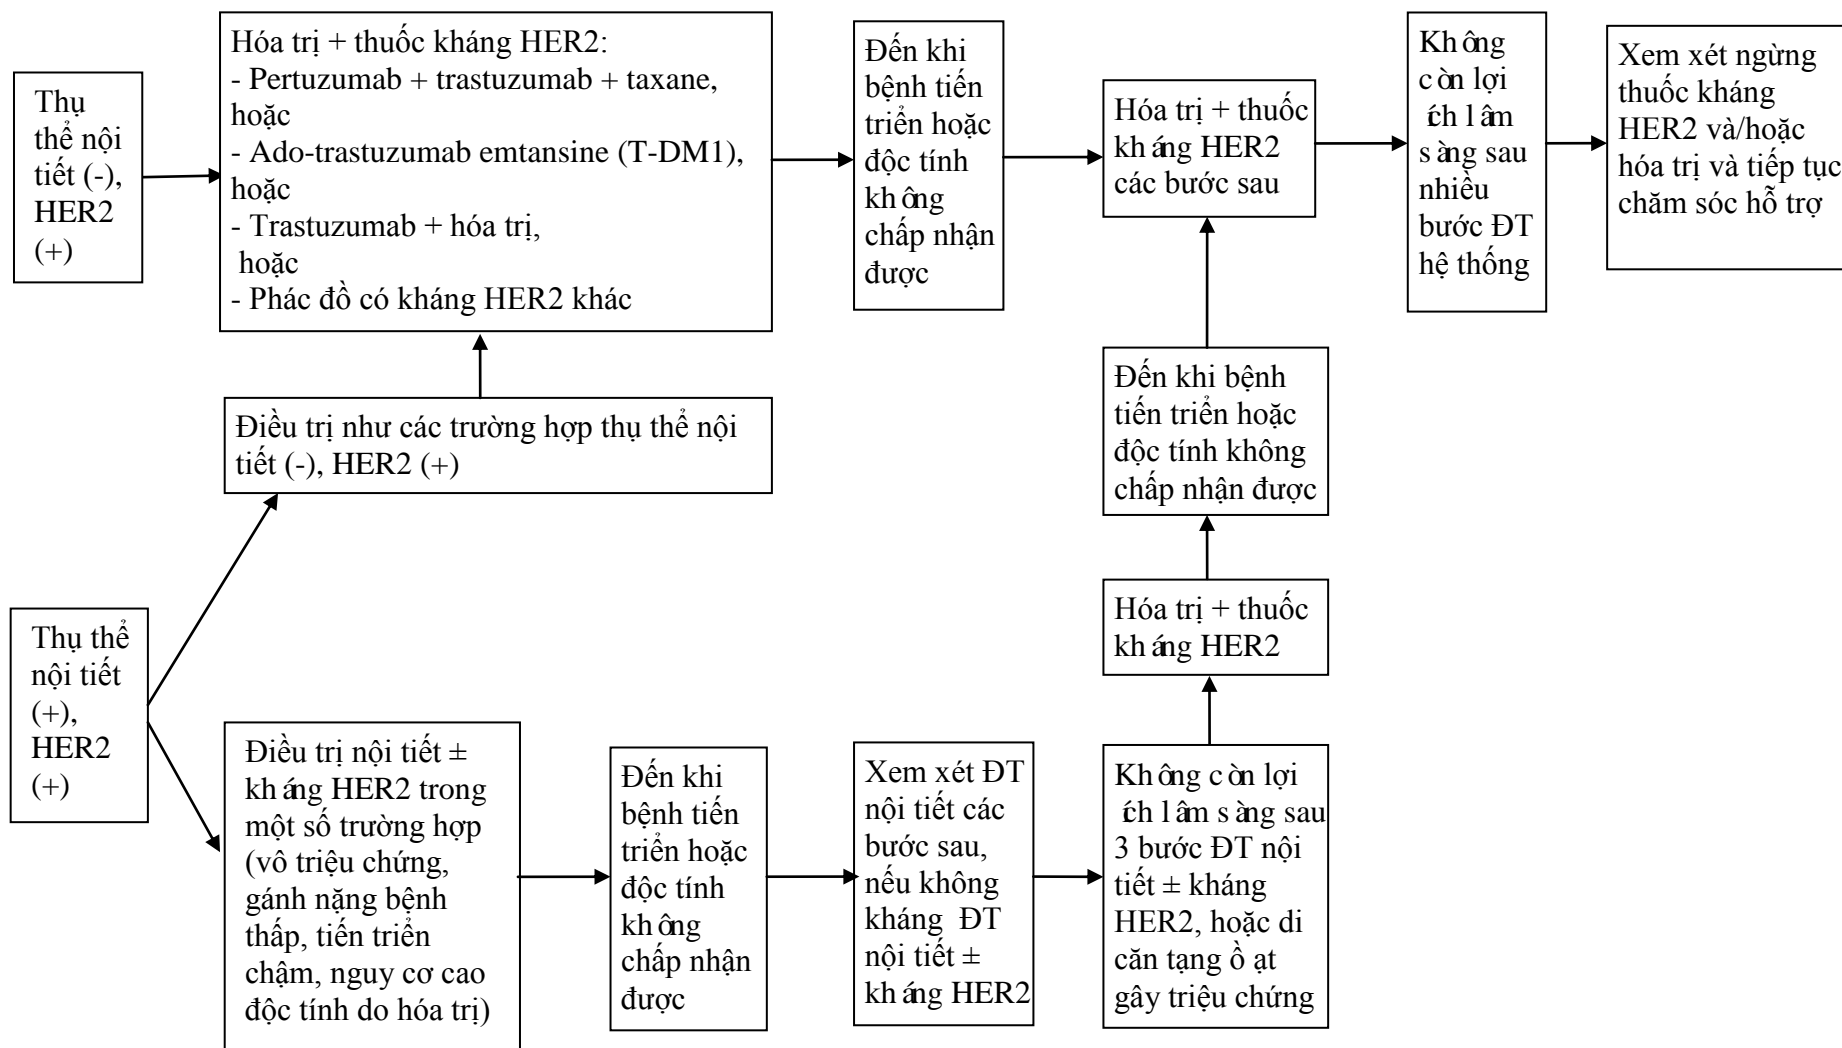 Thụ
thể nội
tiết (-),
HER2
(+)
Hóa trị + thuốc kháng HER2:
- Pertuzumab + trastuzumab + taxane,
hoặc
- Ado-trastuzumab emtansine (T-DM1),
hoặc
- Trastuzumab + hóa trị,
hoặc
- Phác đồ có kháng HER2 khác
Đến khi
bệnh tiến
triển hoặc
độc tính
không
chấp nhận
được
Hóa trị + thuốc
kháng HER2
các bước sau
Không
còn lợi
ích lâm
sàng sau
nhiều
bước ĐT
hệ thống
Xem xét ngừng
thuốc kháng
HER2 và/hoặc
hóa trị và tiếp tục
chăm sóc hỗ trợ
Điều trị như các trường hợp thụ thể nội
tiết (-), HER2 (+)
Đến khi bệnh
tiến triển hoặc
độc tính không
chấp nhận được
Hóa trị + thuốc
kháng HER2
Thụ thể
nội tiết
(+),
HER2
(+)
Điều trị nội tiết ±
kháng HER2 trong
một số trường hợp
(vô triệu chứng,
gánh nặng bệnh
thấp, tiến triển
chậm, nguy cơ cao
độc tính do hóa trị)
Đến khi
bệnh tiến
triển hoặc
độc tính
không
chấp nhận
được
Xem xét ĐT
nội tiết các
bước sau,
nếu không
kháng ĐT
nội tiết ±
kháng HER2
Không còn lợi
ích lâm sàng sau
3 bước ĐT nội
tiết ± kháng
HER2, hoặc di
căn tạng ồ ạt
gây triệu chứng